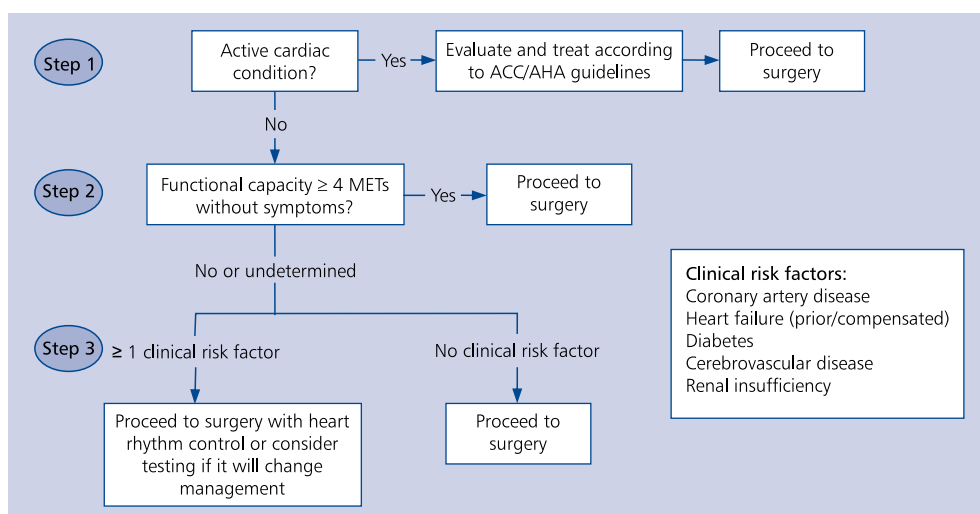 Step 1
Active cardiac
condition?
Yes
Evaluate and treat according
to ACC/AHA guidelines
Proceed to
surgery
No
Step 2
Functional capacity ≥ 4 METs
without symptoms?
Yes
Proceed to
surgery
No or undetermined
Clinical risk factors:
Coronary artery disease
Heart failure (prior/compensated)
Diabetes
Cerebrovascular disease
Renal insufficiency
Step 3
≥ 1 clinical risk factor
No clinical risk factor
Proceed to surgery with heart
rhythm control or consider
testing if it will change
management
Proceed to
surgery